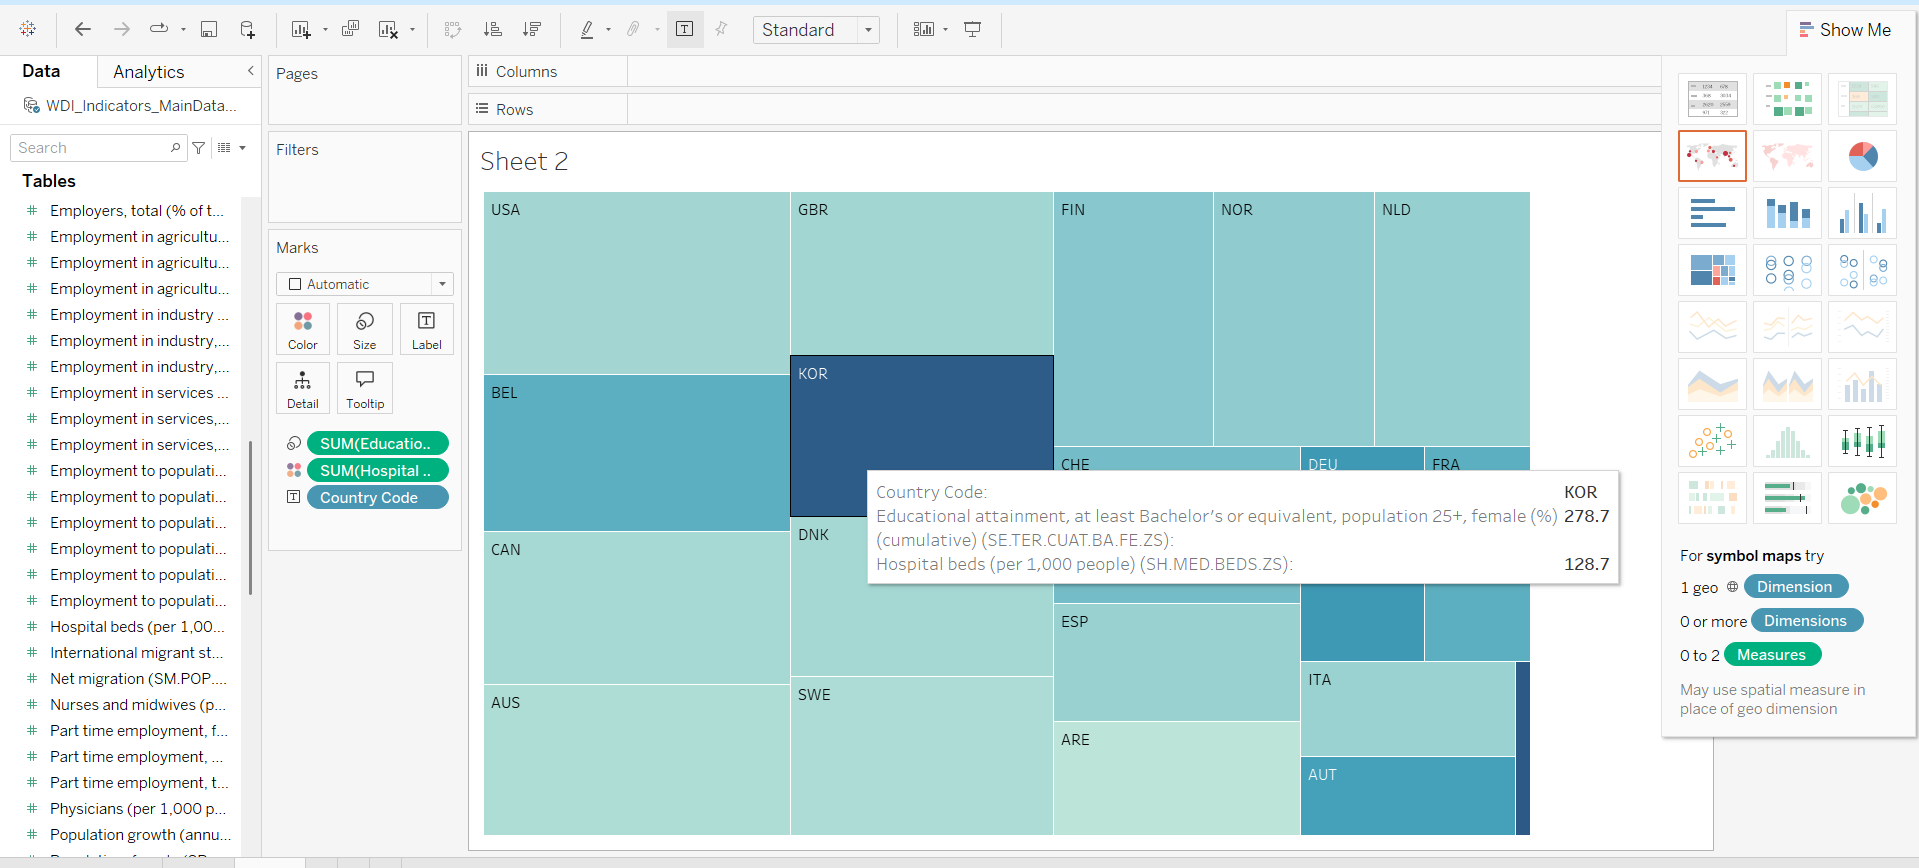 Standard
Show Me
Data
Analytics
Pages
Columns
WDI_Indicators_MainData...
Rows
Search
Filters
Sheet 2
Tables
Employers, total (% of t...
Employment in agricultu...
Employment in agricultu...
Employment in agricultu...
Employment in industry ...
Employment in industry,...
Employment in industry,...
Employment in services ...
Employment in services,...
Employment in services,...
Employment to populati...
Employment to populati...
Employment to populati...
Employment to populati...
Employment to populati...
Employment to populati...
Hospital beds (per 1,00...
International migrant st...
Net migration (SM.POP....
Nurses and midwives (p...
Part time employment, f...
Part time employment, ...
Part time employment, t...
Physicians (per 1,000 p...
Population growth (annu...
Marks
Automatic
Color
Size
Label
Detail
Tooltip
SUM(Educatio..
SUM(Hospital ..
Country Code
USA
GBR
FIN
NOR
NLD
BEL
KOR
CHE
DEU
FRA
CAN
DNK
ESP
ITA
AUS
SWE
ARE
AUT
Country Code: KOR
Educational attainment, at least Bachelor's or equivalent, population 25+, female (%) 278.7
(cumulative) (SE.TER.CUAT.BA.FE.ZS):
Hospital beds (per 1,000 people) (SH.MED.BEDS.ZS): 128.7
For symbol maps try
1 geo Dimension
0 or more Dimensions
0 to 2 Measures
May use spatial measure in
place of geo dimension